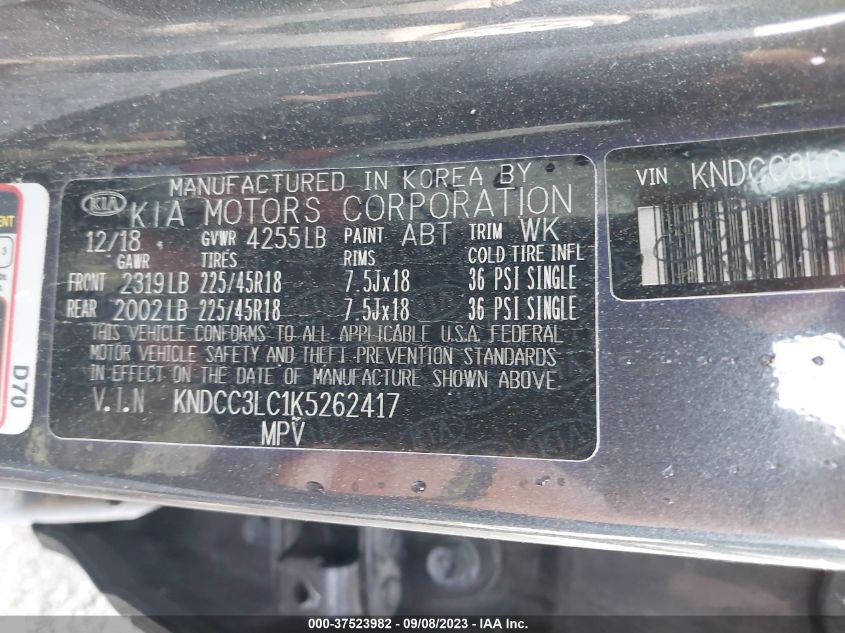 MANUFACTURED IN KOREA BY
KIA KIA MOTORS CORPORATION
12/18 GVWR 4255LB PAINT ABT TRIM WK
GAWR TIRES RIMS COLD TIRE INFL
FRONT 2319LB 225/45R18 7.5Jx18 36 PSI SINGLE
REAR 2002LB 225/45R18 7.5Jx18 36 PSI SINGLE
THIS VEHICLE CONFORMS TO ALL APPLICABLE U.S.A. FEDERAL
MOTOR VEHICLE SAFETY AND THEFT PREVENTION STANDARDS
IN EFFECT ON THE DATE OF MANUFACTURE SHOWN ABOVE.
V.I.N KNDCC3LC1K5262417
MPV
VIN KNDCC3LC
D70
000-37523982 - 09/08/2023 - IAA Inc.